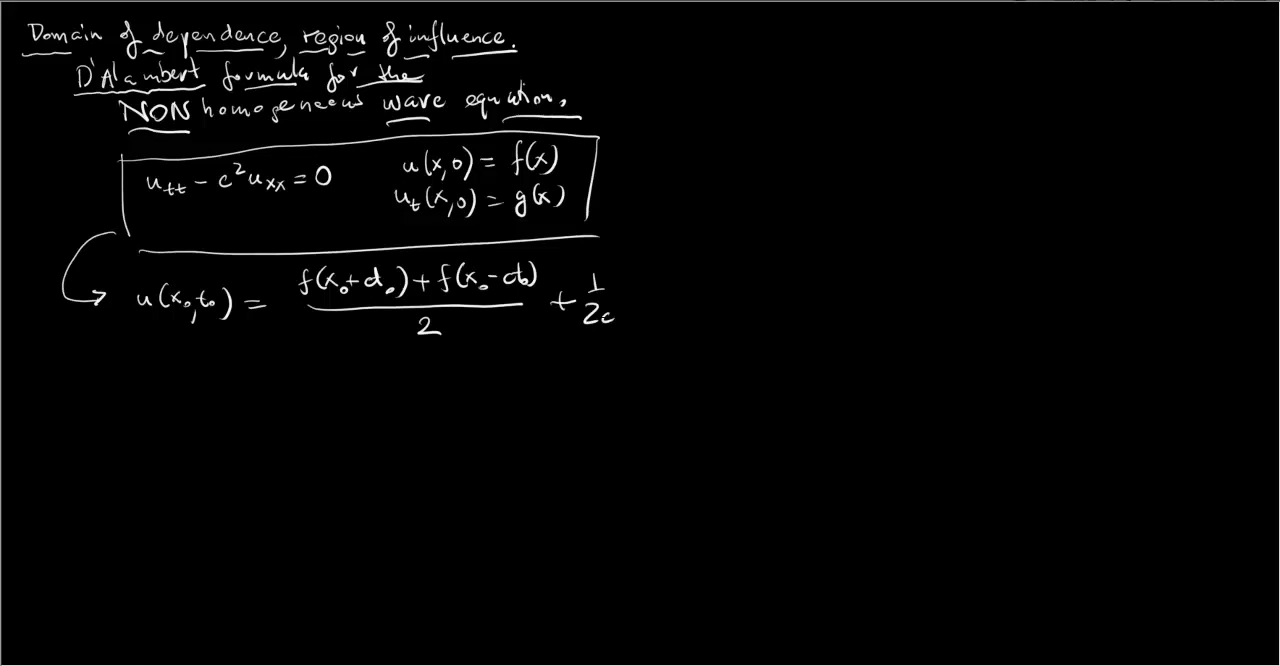 Domain of dependence, region of influence.
D'Alambert formula for the
NON homogeneous wave equation.
u_tt - c²u_xx = 0    u(x,0) = f(x)
u_t(x,0) = g(x)
u(x₀,t₀) = (f(x₀+ct₀) + f(x₀-ct₀))/2 + 1/2c